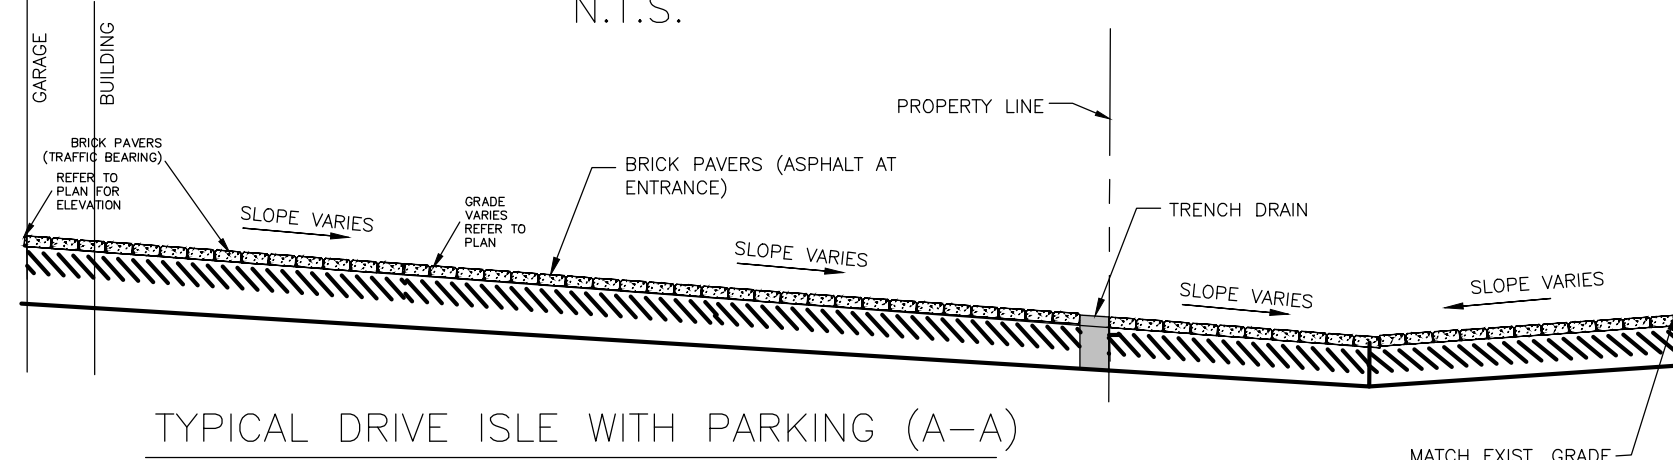 N.T.S.
GARAGE
BUILDING
PROPERTY LINE
BRICK PAVERS
(TRAFFIC BEARING)
REFER TO
PLAN FOR
ELEVATION
SLOPE VARIES
GRADE
VARIES
REFER TO
PLAN
BRICK PAVERS (ASPHALT AT
ENTRANCE)
SLOPE VARIES
TRENCH DRAIN
SLOPE VARIES
SLOPE VARIES
TYPICAL DRIVE ISLE WITH PARKING (A-A)
MATCH EXIST. GRADE